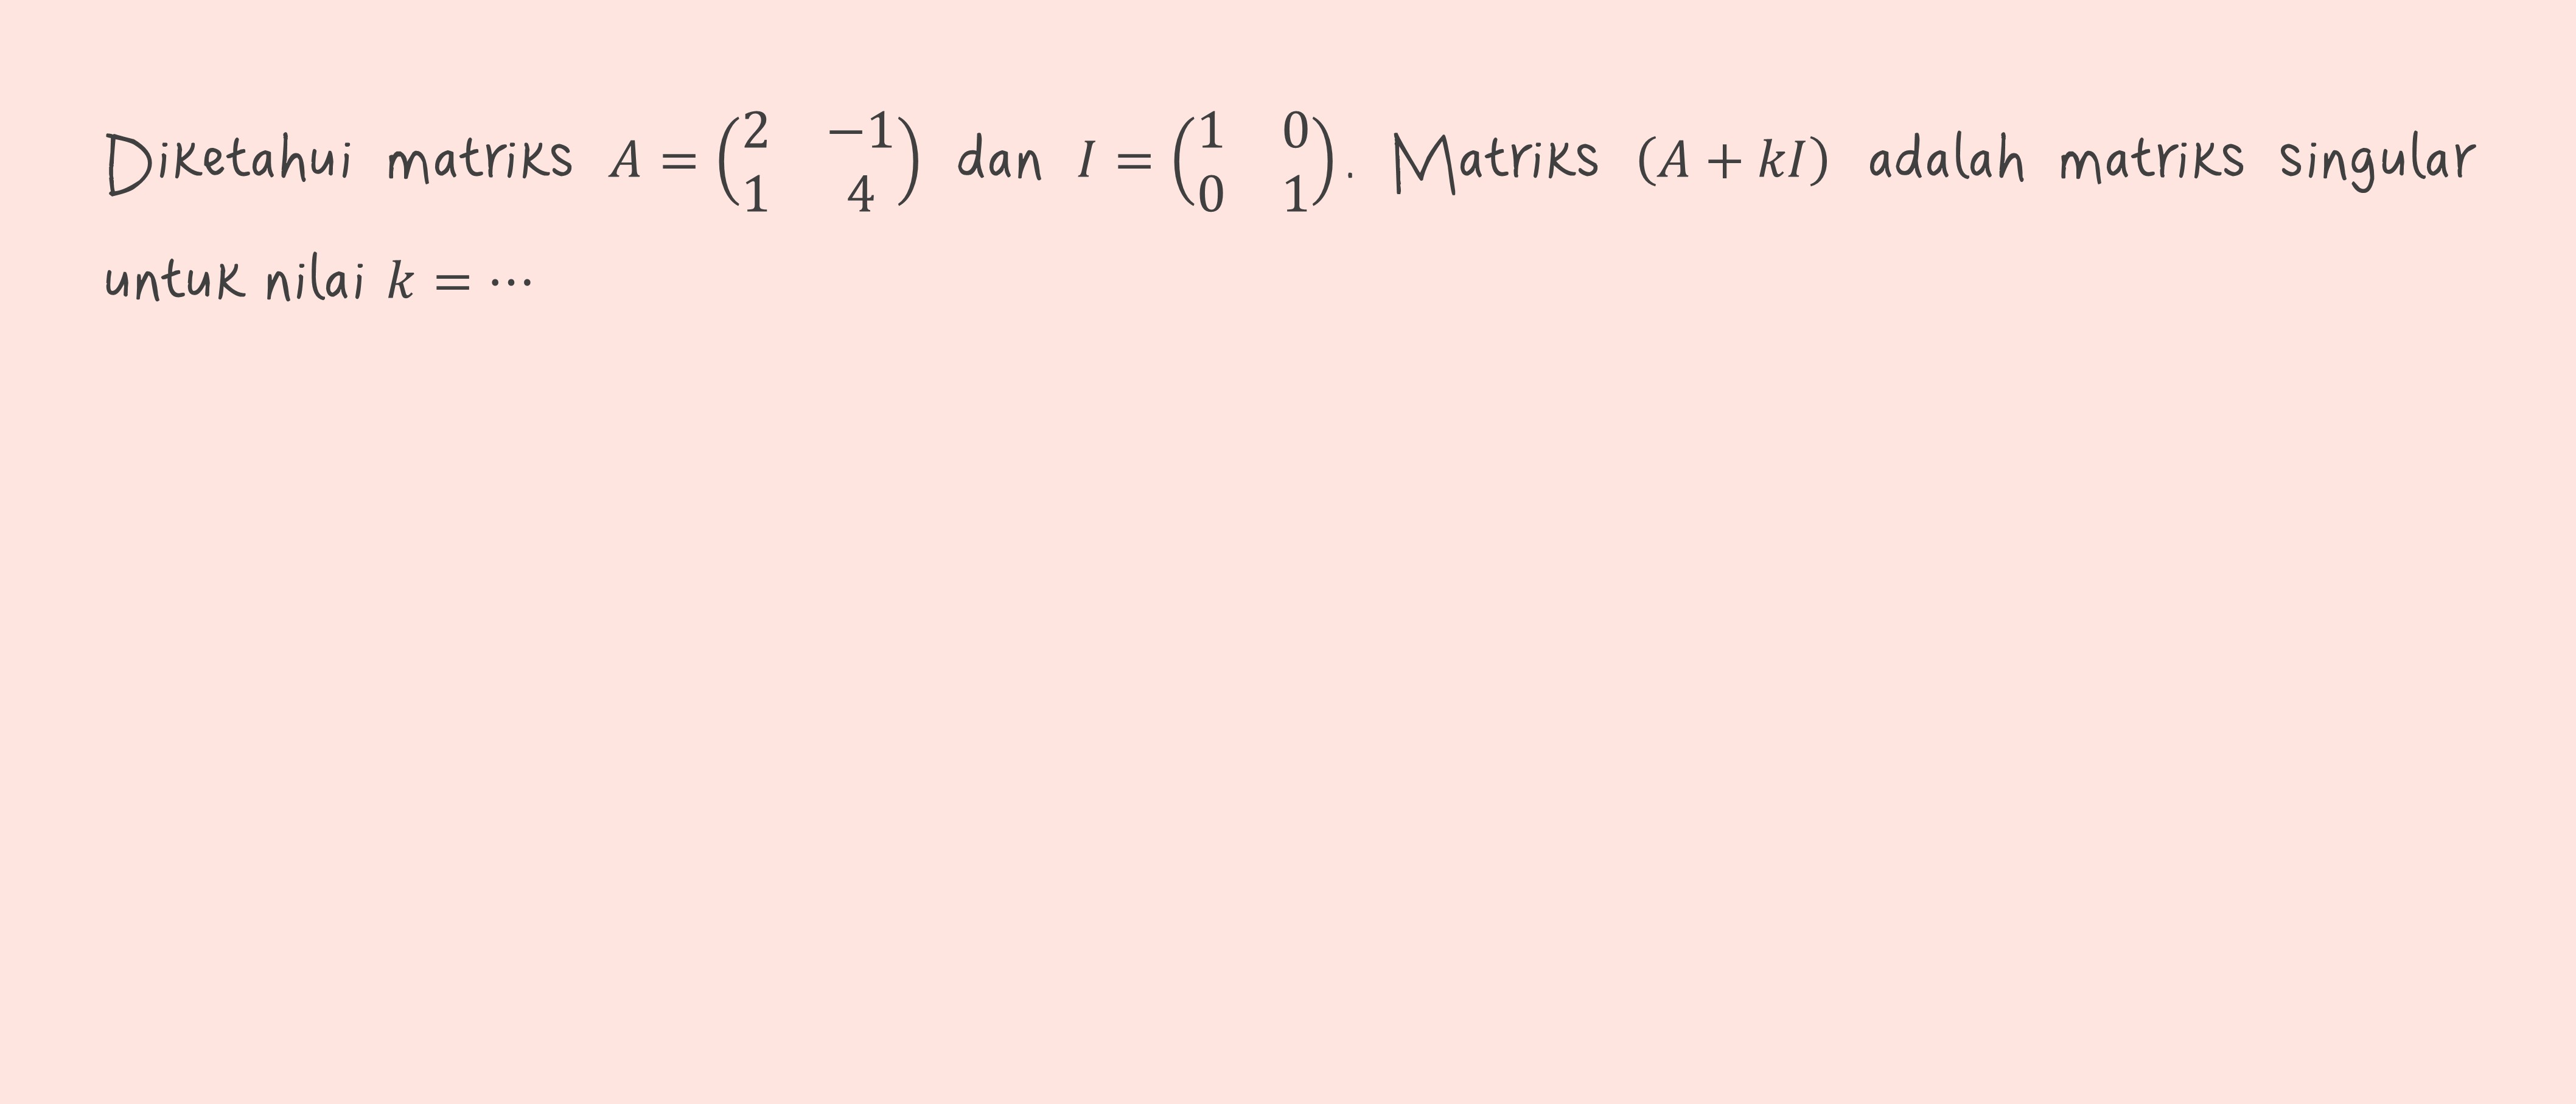 Diketahui matriks $A = \begin{pmatrix} 2 & -1 \\ 1 & 4 \end{pmatrix}$ dan $I = \begin{pmatrix} 1 & 0 \\ 0 & 1 \end{pmatrix}$. Matriks $(A + kI)$ adalah matriks singular
untuk nilai $k = \cdots$